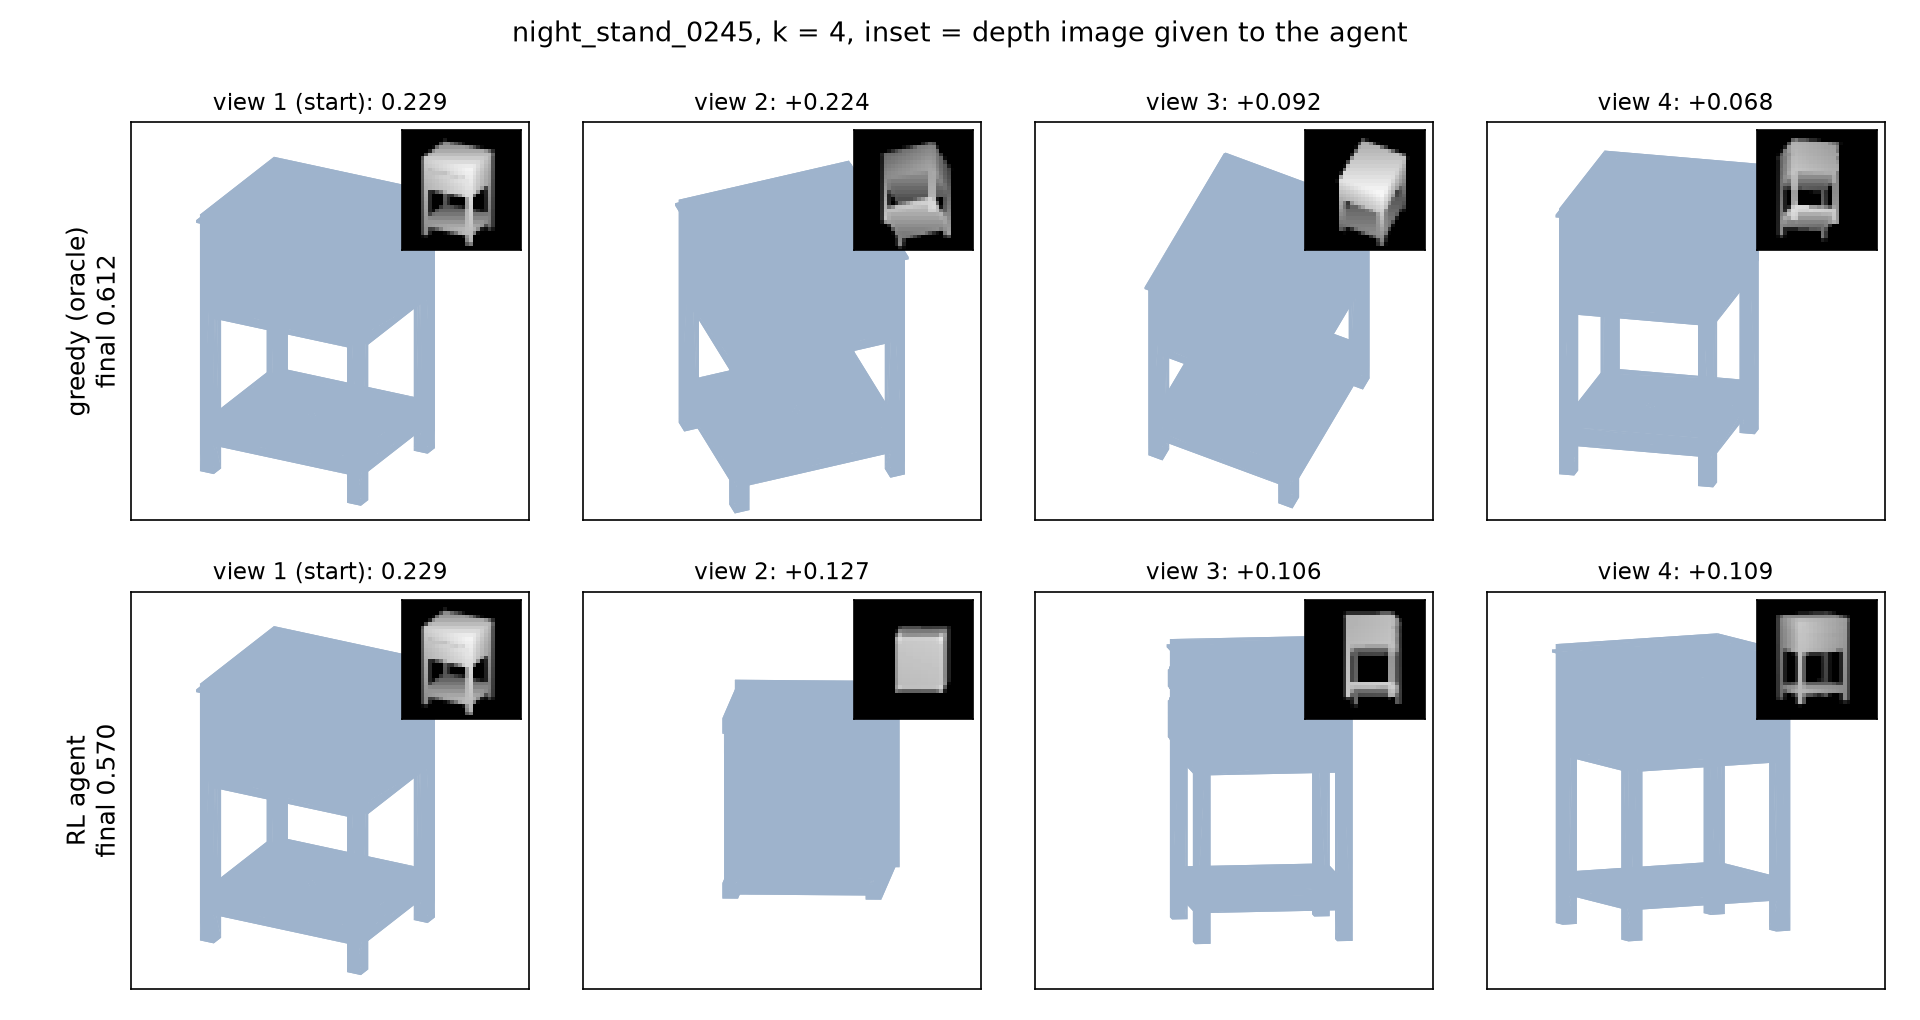 night_stand_0245, k = 4, inset = depth image given to the agent
view 1 (start): 0.229
view 2: +0.224
view 3: +0.092
view 4: +0.068
greedy (oracle)
final 0.612
view 1 (start): 0.229
view 2: +0.127
view 3: +0.106
view 4: +0.109
RL agent
final 0.570